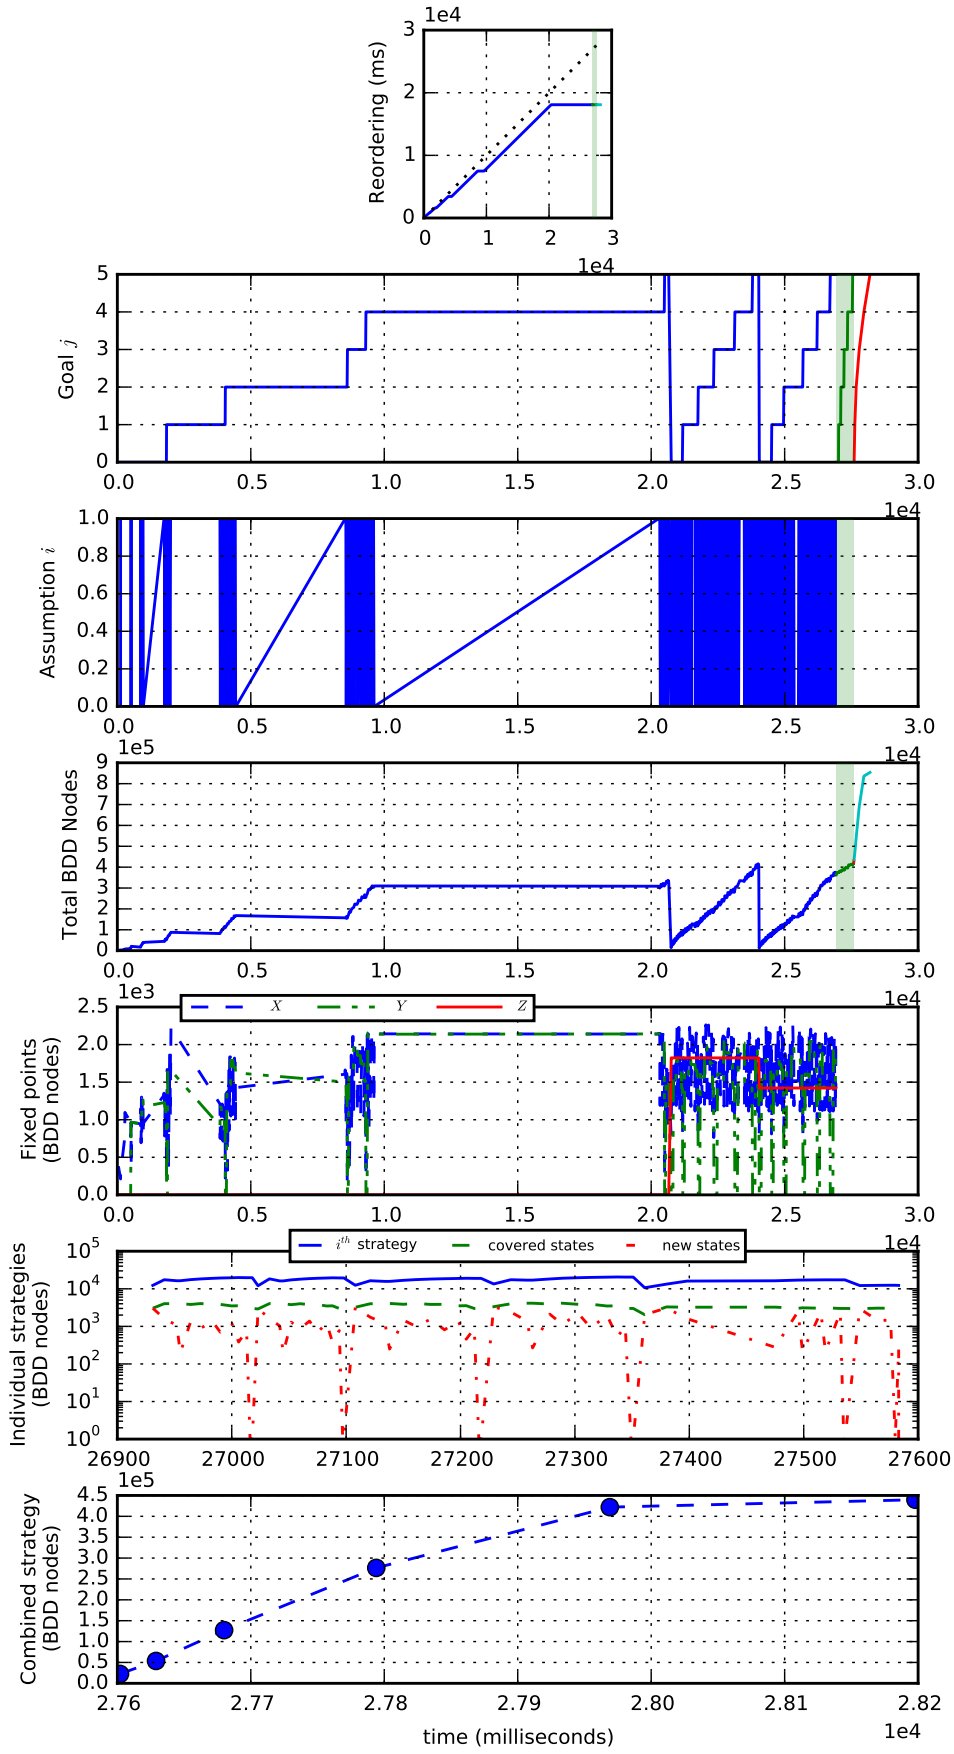 1e4
Reordering (ms)
3
2
1
0
0 1 2 3
1e4
Goal j
5
4
3
2
1
0
0.0 0.5 1.0 1.5 2.0 2.5 3.0
1e4
Assumption i
1.0
0.8
0.6
0.4
0.2
0.0
0.0 0.5 1.0 1.5 2.0 2.5 3.0
1e4
1e5
Total BDD Nodes
9
8
7
6
5
4
3
2
1
0
0.0 0.5 1.0 1.5 2.0 2.5 3.0
1e4
1e3
X Y Z
Fixed points
(BDD nodes)
2.5
2.0
1.5
1.0
0.5
0.0
0.0 0.5 1.0 1.5 2.0 2.5 3.0
1e4
i^th strategy covered states new states
Individual strategies
(BDD nodes)
10^5
10^4
10^3
10^2
10^1
10^0
26900 27000 27100 27200 27300 27400 27500 27600
1e5
Combined strategy
(BDD nodes)
4.5
4.0
3.5
3.0
2.5
2.0
1.5
1.0
0.5
0.0
2.76 2.77 2.78 2.79 2.80 2.81 2.82
1e4
time (milliseconds)